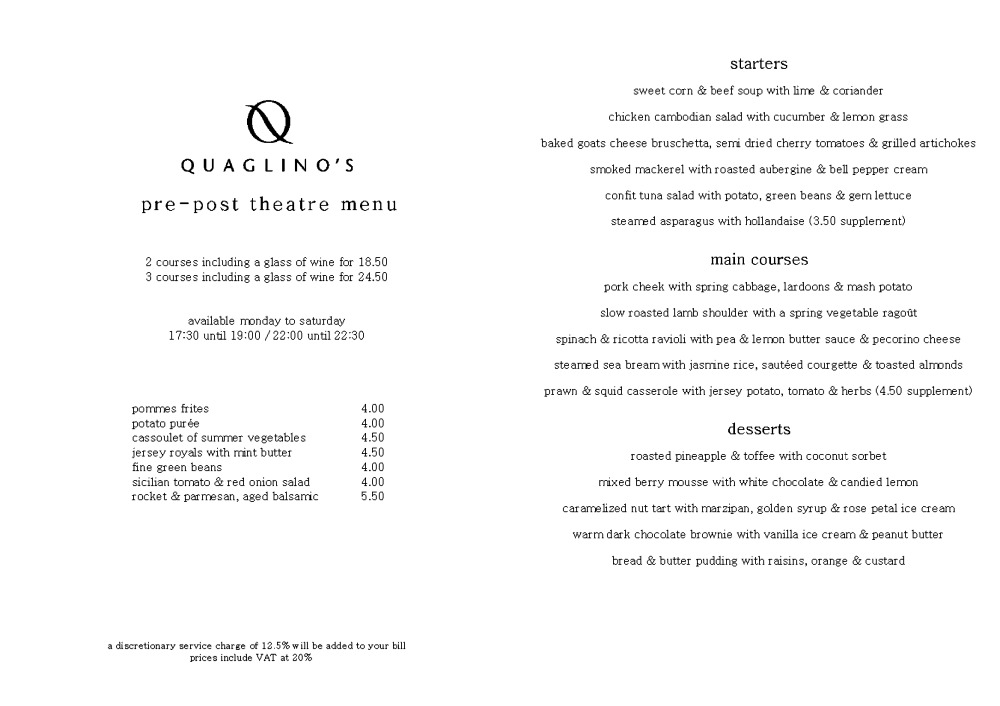 QUAGLINO'S
pre-post theatre menu
2 courses including a glass of wine for 18.50
3 courses including a glass of wine for 24.50
available monday to saturday
17:30 until 19:00 / 22:00 until 22:30
pommes frites 4.00
potato purée 4.00
cassoulet of summer vegetables 4.50
jersey royals with mint butter 4.50
fine green beans 4.00
sicilian tomato & red onion salad 4.00
rocket & parmesan, aged balsamic 5.50
a discretionary service charge of 12.5% will be added to your bill
prices include VAT at 20%
starters
sweet corn & beef soup with lime & coriander
chicken cambodian salad with cucumber & lemon grass
baked goats cheese bruschetta, semi dried cherry tomatoes & grilled artichokes
smoked mackerel with roasted aubergine & bell pepper cream
confit tuna salad with potato, green beans & gem lettuce
steamed asparagus with hollandaise (3.50 supplement)
main courses
pork cheek with spring cabbage, lardoons & mash potato
slow roasted lamb shoulder with a spring vegetable ragoût
spinach & ricotta ravioli with pea & lemon butter sauce & pecorino cheese
steamed sea bream with jasmine rice, sautéed courgette & toasted almonds
prawn & squid casserole with jersey potato, tomato & herbs (4.50 supplement)
desserts
roasted pineapple & toffee with coconut sorbet
mixed berry mousse with white chocolate & candied lemon
caramelized nut tart with marzipan, golden syrup & rose petal ice cream
warm dark chocolate brownie with vanilla ice cream & peanut butter
bread & butter pudding with raisins, orange & custard